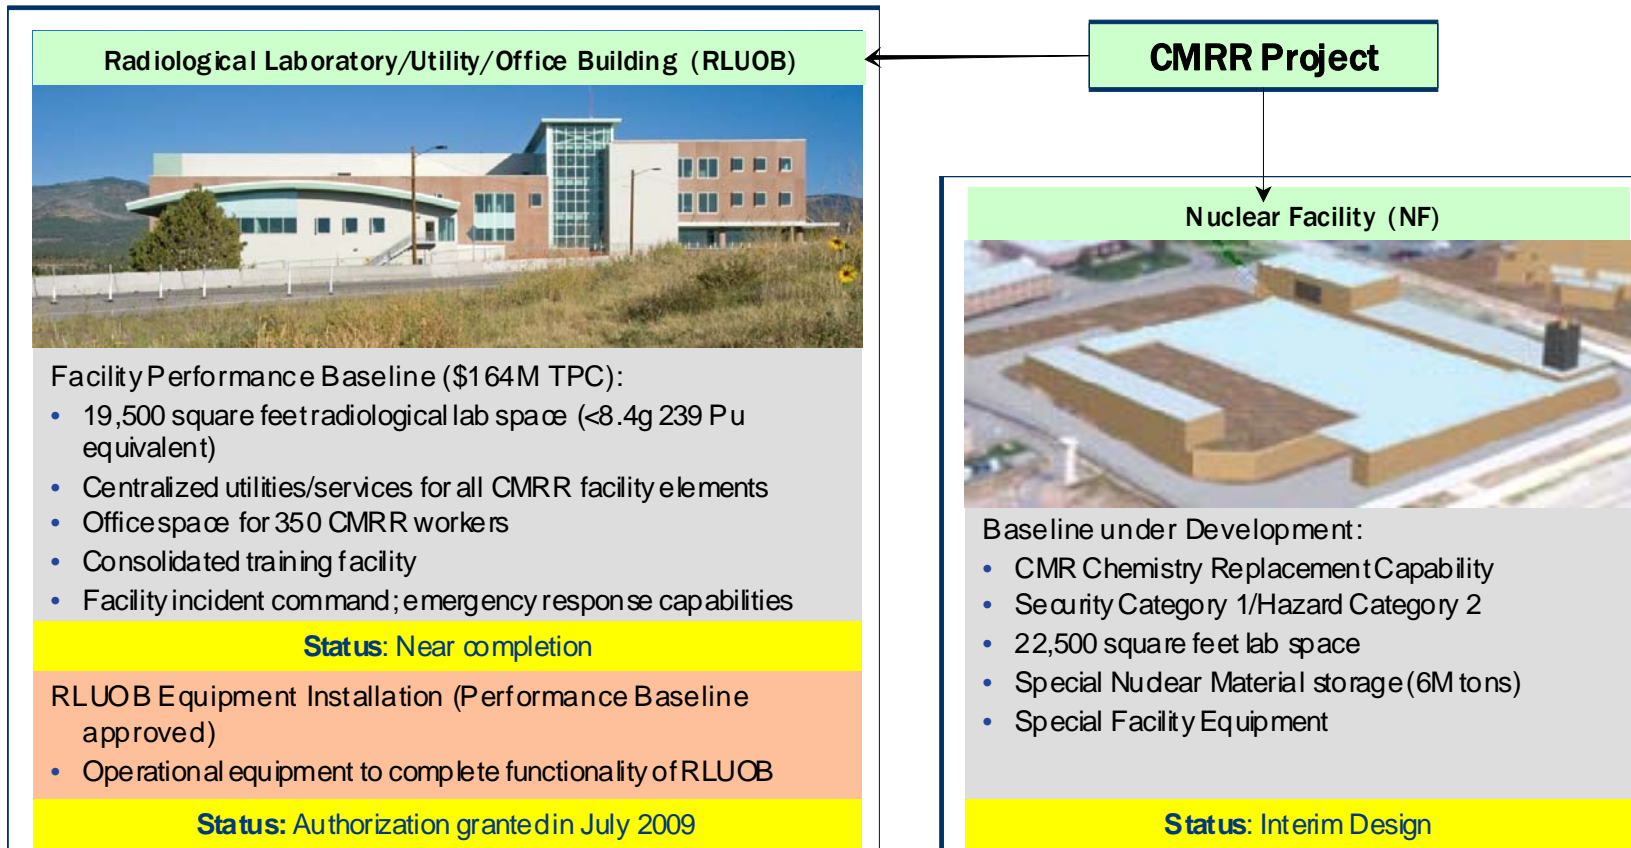 CMRR Project
Radiological Laboratory/Utility/Office Building (RLUOB)
Facility Performance Baseline ($164M TPC):
• 19,500 square feet radiological lab space (<8.4g 239 Pu
equivalent)
• Centralized utilities/services for all CMRR facility elements
• Office space for 350 CMRR workers
• Consolidated training facility
• Facility incident command; emergency response capabilities
Status: Near completion
RLUOB Equipment Installation (Performance Baseline
approved)
• Operational equipment to complete functionality of RLUOB
Status: Authorization granted in July 2009
Nuclear Facility (NF)
Baseline under Development:
• CMR Chemistry Replacement Capability
• Security Category 1/Hazard Category 2
• 22,500 square feet lab space
• Special Nuclear Material storage (6M tons)
• Special Facility Equipment
Status: Interim Design